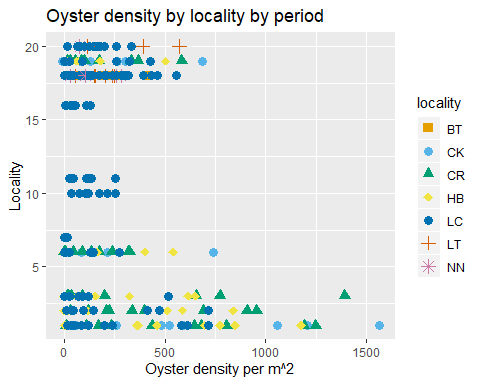 Oyster density by locality by period
20
15
10
5
Locality
0
500
1000
1500
Oyster density per m^2
locality
BT
CK
CR
HB
LC
LT
NN